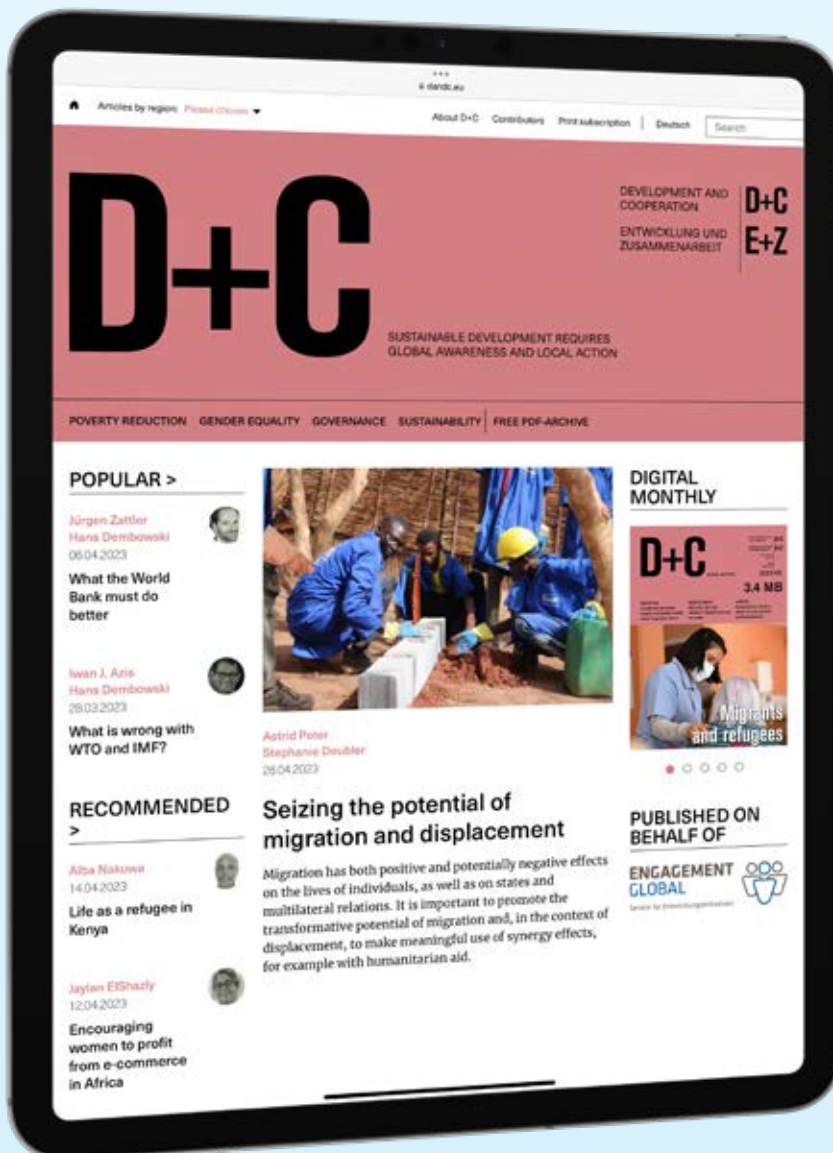 dandc.eu
Articles by region: Please choose
About D+C Contributors Print subscription Deutsch Search
D+C
SUSTAINABLE DEVELOPMENT REQUIRES
GLOBAL AWARENESS AND LOCAL ACTION
DEVELOPMENT AND
COOPERATION
D+C
ENTWICKLUNG UND
ZUSAMMENARBEIT
E+Z
POVERTY REDUCTION GENDER EQUALITY GOVERNANCE SUSTAINABILITY FREE PDF-ARCHIVE
POPULAR >
Jürgen Zattler
Hans Dembowski
06.04.2023
What the World
Bank must do
better
Iwan J. Azis
Hans Dembowski
28.03.2023
What is wrong with
WTO and IMF?
RECOMMENDED
>
Alba Nakuwa
14.04.2023
Life as a refugee in
Kenya
Jaylan ElShazly
12.04.2023
Encouraging
women to profit
from e-commerce
in Africa
Astrid Peter
Stephanie Deubler
28.04.2023
Seizing the potential of
migration and displacement
Migration has both positive and potentially negative effects
on the lives of individuals, as well as on states and
multilateral relations. It is important to promote the
transformative potential of migration and, in the context of
displacement, to make meaningful use of synergy effects,
for example with humanitarian aid.
DIGITAL
MONTHLY
D+C
3.4 MB
Migrants
and refugees
PUBLISHED ON
BEHALF OF
ENGAGEMENT
GLOBAL
Service für Entwicklungsinitiativen